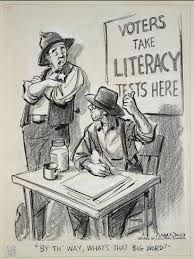 VOTERS
TAKE
LITERACY
TESTS HERE
"BY TH' WAY, WHAT'S THAT BIG WORD?"